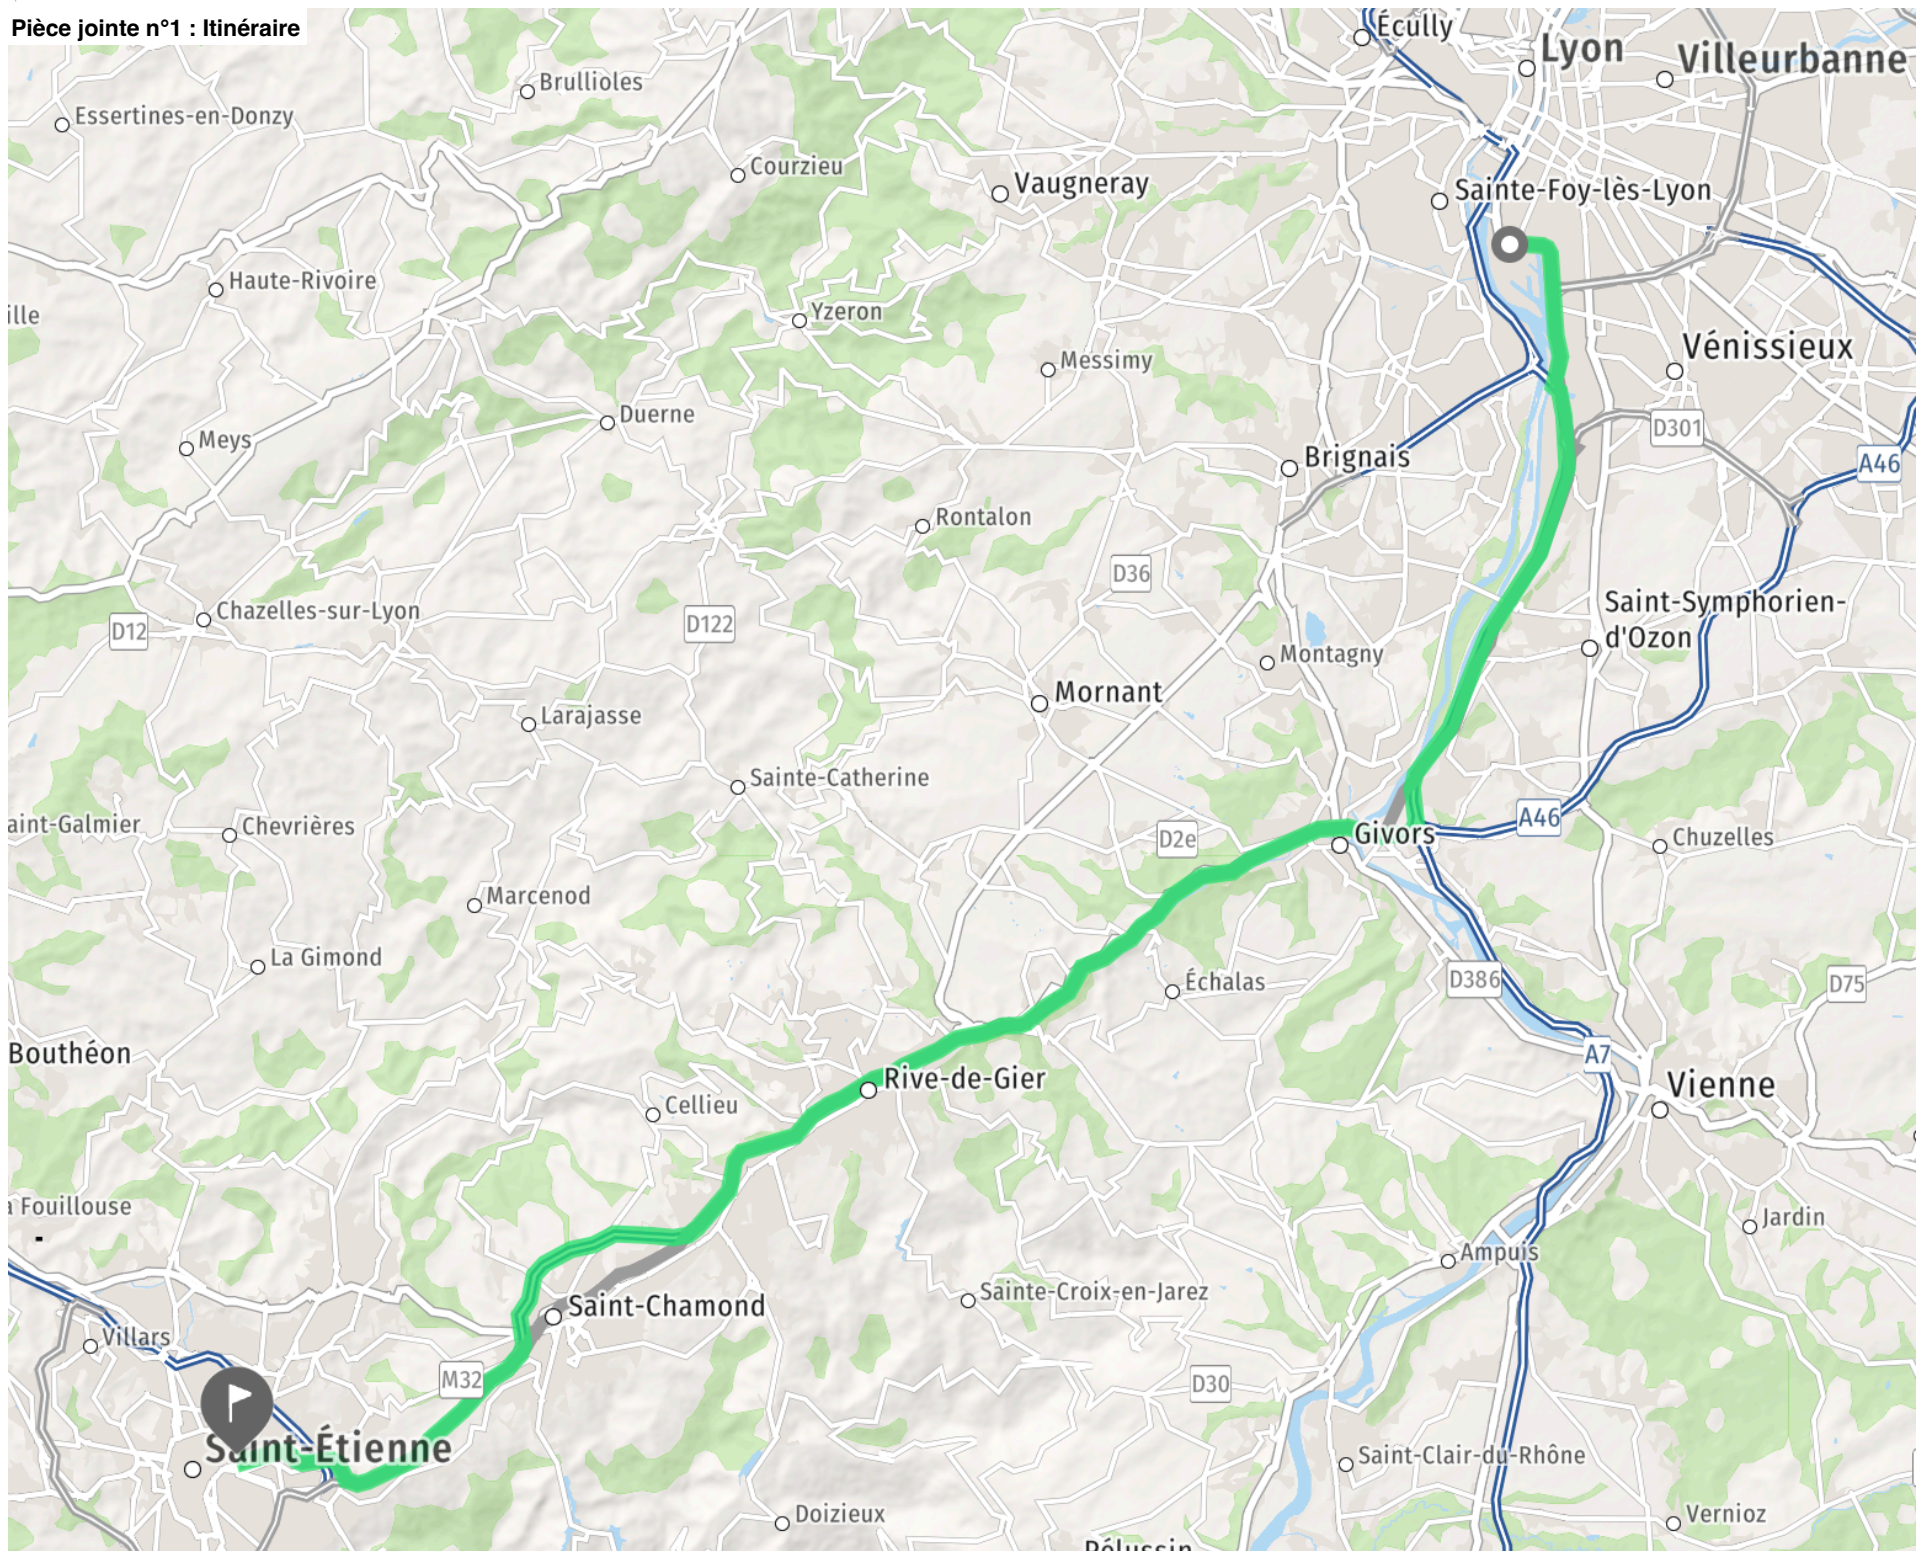 Pièce jointe n°1 : Itinéraire
Écully
Lyon
Villeurbanne
Brullioles
Essertines-en-Donzy
Courzieu
Vaugneray
Sainte-Foy-lès-Lyon
Haute-Rivoire
ille
Yzeron
Messimy
Vénissieux
Duerne
D301
Meys
Brignais
A46
Rontalon
D36
Chazelles-sur-Lyon
D12
D122
Saint-Symphorien-
d'Ozon
Montagny
Mornant
Larajasse
Sainte-Catherine
aint-Galmier
Chevrières
D2e
Givors
A46
Chuzelles
Marcenod
La Gimond
Échalas
D386
D75
Bouthéon
A7
Rive-de-Gier
Vienne
Cellieu
a Fouillouse
-
Jardin
Ampuis
Sainte-Croix-en-Jarez
Saint-Chamond
Villars
M32
D30
Saint-Étienne
Saint-Clair-du-Rhône
Doizieux
Vernioz
Pélussin